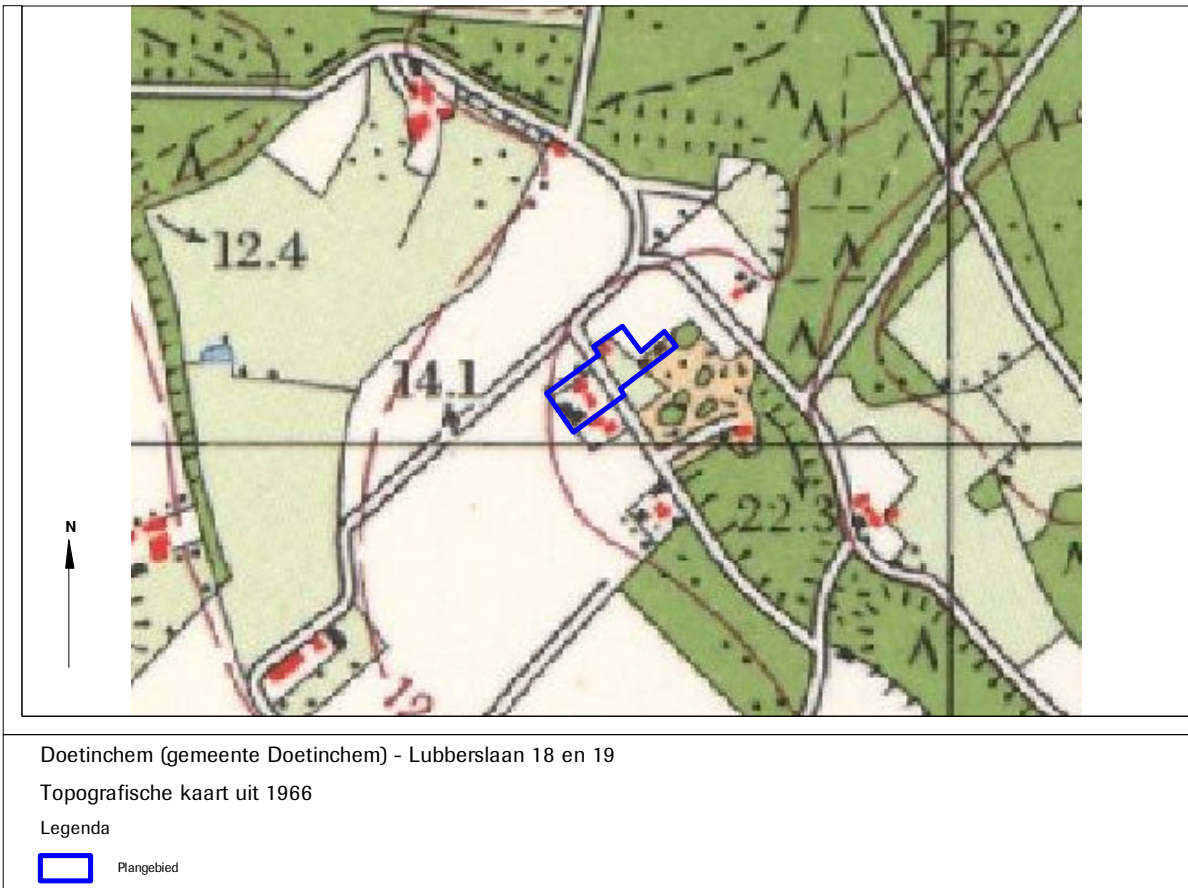 17.2
12.4
14.1
22.3
N
12
Doetinchem (gemeente Doetinchem) - Lubberslaan 18 en 19
Topografische kaart uit 1966
Legenda
Plangebied